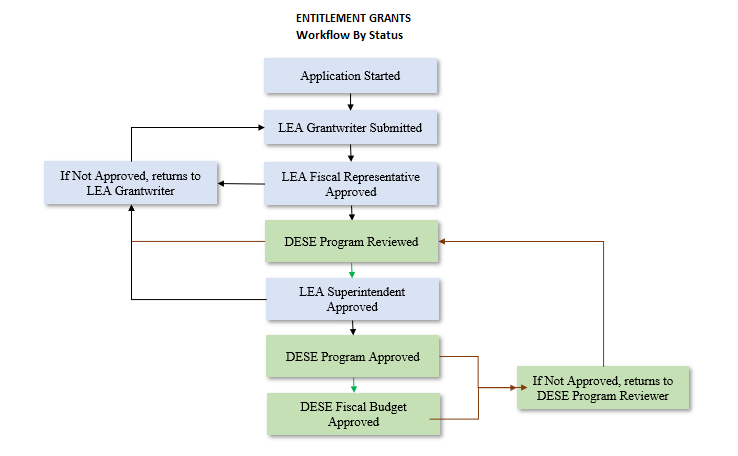 ENTITLEMENT GRANTS
Workflow By Status
Application Started
LEA Grantwriter Submitted
If Not Approved, returns to
LEA Grantwriter
LEA Fiscal Representative
Approved
DESE Program Reviewed
LEA Superintendent
Approved
DESE Program Approved
If Not Approved, returns to
DESE Program Reviewer
DESE Fiscal Budget
Approved